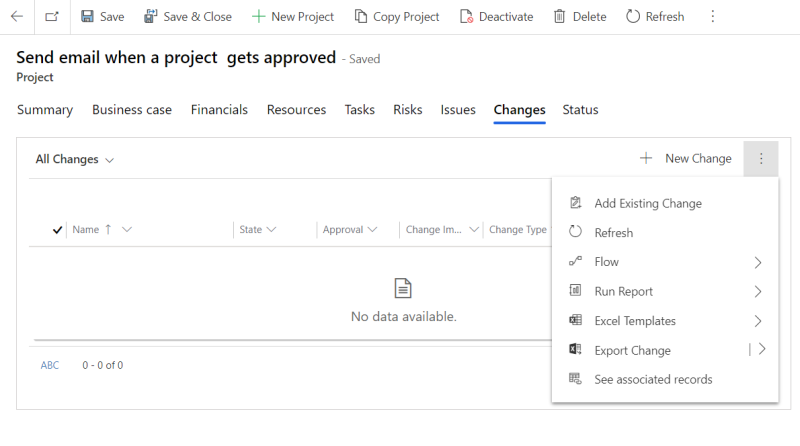 Save Save & Close New Project Copy Project Deactivate Delete Refresh
Send email when a project gets approved - Saved
Project
Summary Business case Financials Resources Tasks Risks Issues Changes Status
All Changes New Change
Name State Approval Change Im... Change Type
No data available.
ABC 0 - 0 of 0
Add Existing Change
Refresh
Flow
Run Report
Excel Templates
Export Change
See associated records